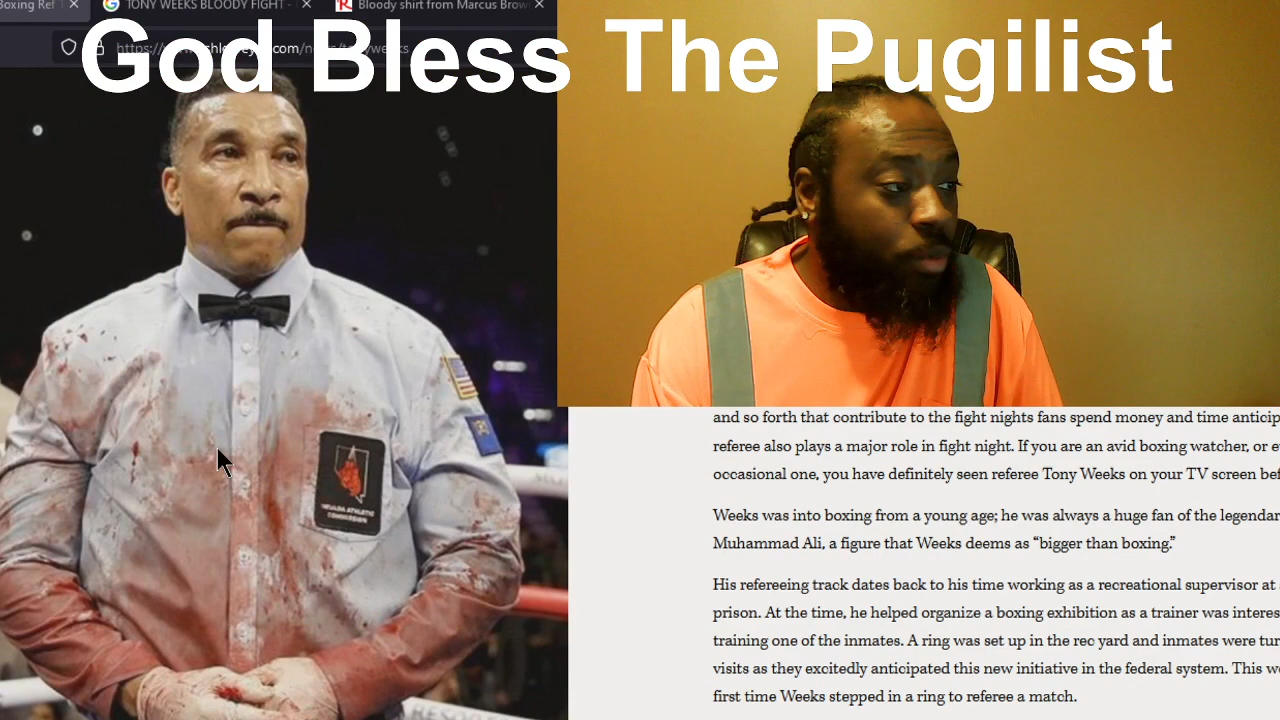 Boxing Ref
TONY WEEKS BLOODY FIGHT -
Bloody shirt from Marcus Brow
God Bless The Pugilist
NEVADA ATHLETIC
COMMISSION
and so forth that contribute to the fight nights fans spend money and time
referee also plays a major role in fight night. If you are an avid boxing watcher, or
occasional one, you have definitely seen referee Tony Weeks on your TV screen
Weeks was into boxing from a young age; he was always a huge fan of the
Muhammad Ali, a figure that Weeks deems as “bigger than boxing.”
His refereeing track dates back to his time working as a recreational supervisor at
prison. At the time, he helped organize a boxing exhibition as a trainer was
training one of the inmates. A ring was set up in the rec yard and inmates were
visits as they excitedly anticipated this new initiative in the federal system. This
first time Weeks stepped in a ring to referee a match.